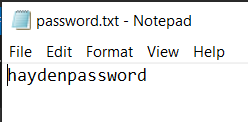 password.txt - Notepad
File Edit Format View Help
haydenpassword